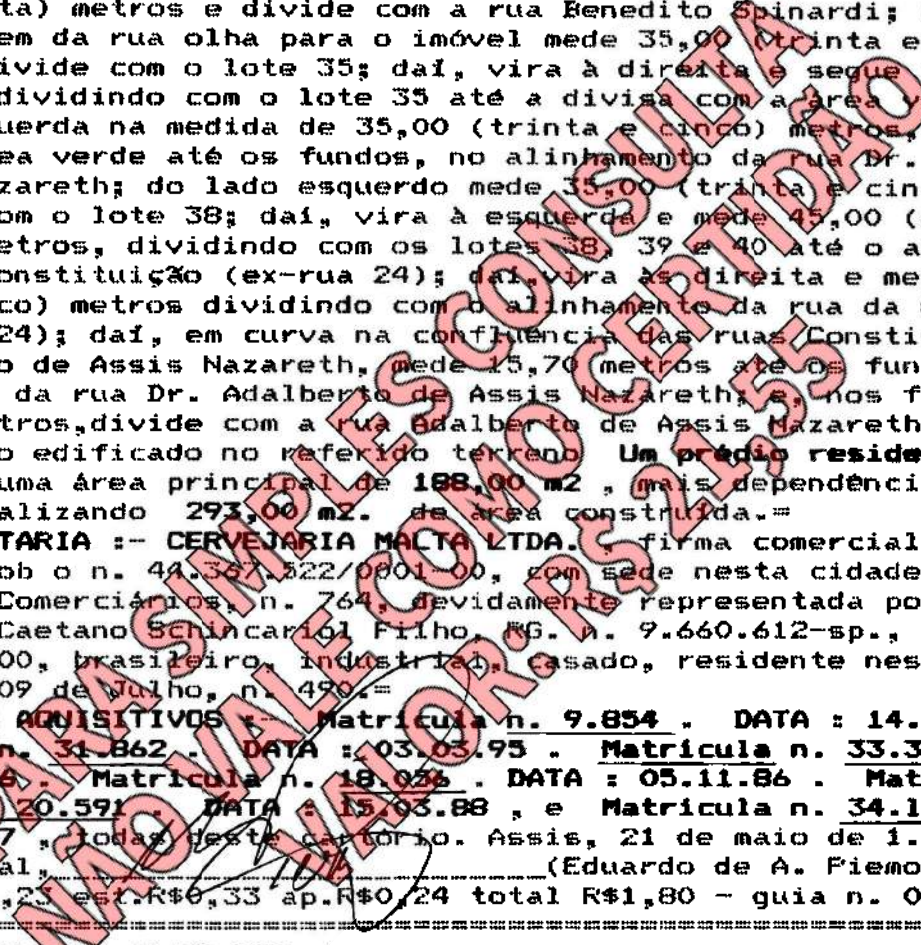 ta) metros e divide com a rua Benedito Spinardi;
em da rua olha para o imóvel mede 35,00 (trinta e
ivide com o lote 35; daí, vira à direita e segue
dividindo com o lote 35 até a divisa com a área v
uerda na medida de 35,00 (trinta e cinco) metros,
ea verde até os fundos, no alinhamento da rua Dr.
zareth; do lado esquerdo mede 35,00 (trinta e cin
om o lote 38; daí, vira à esquerda e mede 45,00 (
etros, dividindo com os lotes 38, 39 e 40 até o a
onstituição (ex-rua 24); daí,vira às direita e me
co) metros dividindo com o alinhamento da rua da
24); daí, em curva na confluência das ruas Consti
o de Assis Nazareth, mede 15,70 metros até os fun
da rua Dr. Adalberto de Assis Nazareth; e, nos f
tros,divide com a rua Adalberto de Assis Nazareth
o edificado no referido terreno Um prédio reside
uma área principal de 188,00 m2 , mais dependênci
alizando 293,00 m2. de área construída.=
TARIA :- CERVEJARIA MALTA LTDA. , firma comercial
ob o n. 44.367.522/0001-00, com sede nesta cidade
Comerciários, n. 764, devidamente representada po
Caetano Schincariol Filho, RG. n. 9.660.612-sp.,
00, brasileiro, industrial, casado, residente nes
09 de Julho, n. 490.=
AQUISITIVOS :- Matrícula n. 9.854 . DATA : 14.
n. 31.862 . DATA : 03.03.95 . Matrícula n. 33.3
Matrícula n. 18.056 . DATA : 05.11.86 . Mat
20.591 . DATA : 15.03.88 , e Matrícula n. 34.1
7 , todas deste cartório. Assis, 21 de maio de 1.
al, (Eduardo de A. Piemo
,23 est.R$0,33 ap.R$0,24 total R$1,80 - guia n. 0
PARA SIMPLES CONSULTA
NÃO VALE COMO CERTIDÃO
VALOR: R$ 21,55